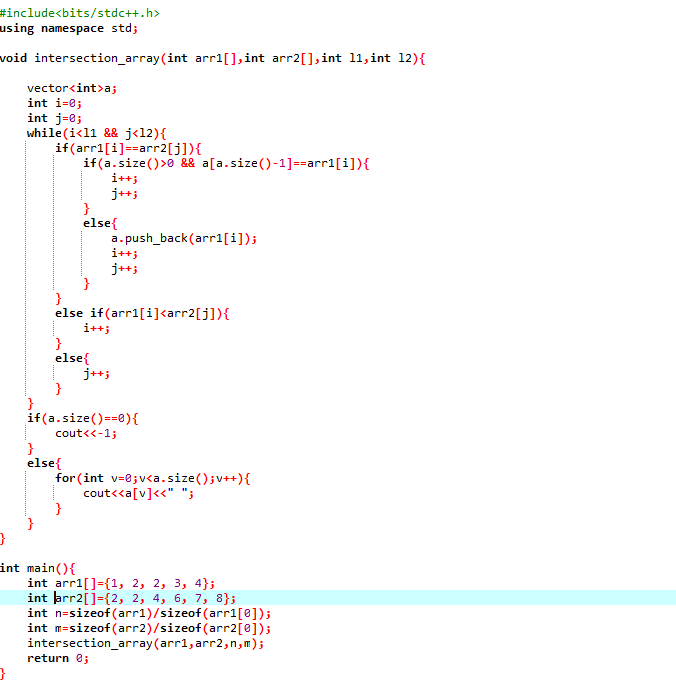 #include<bits/stdc++.h>
using namespace std;
void intersection_array(int arr1[],int arr2[],int l1,int l2){
vector<int>a;
int i=0;
int j=0;
while(i<l1 && j<l2){
if(arr1[i]==arr2[j]){
if(a.size()>0 && a[a.size()-1]==arr1[i]){
i++;
j++;
}
else{
a.push_back(arr1[i]);
i++;
j++;
}
}
else if(arr1[i]<arr2[j]){
i++;
}
else{
j++;
}
}
if(a.size()==0){
cout<<-1;
}
else{
for(int v=0;v<a.size();v++){
cout<<a[v]<<" ";
}
}
}
int main(){
int arr1[]={1, 2, 2, 3, 4};
int arr2[]={2, 2, 4, 6, 7, 8};
int n=sizeof(arr1)/sizeof(arr1[0]);
int m=sizeof(arr2)/sizeof(arr2[0]);
intersection_array(arr1,arr2,n,m);
return 0;
}